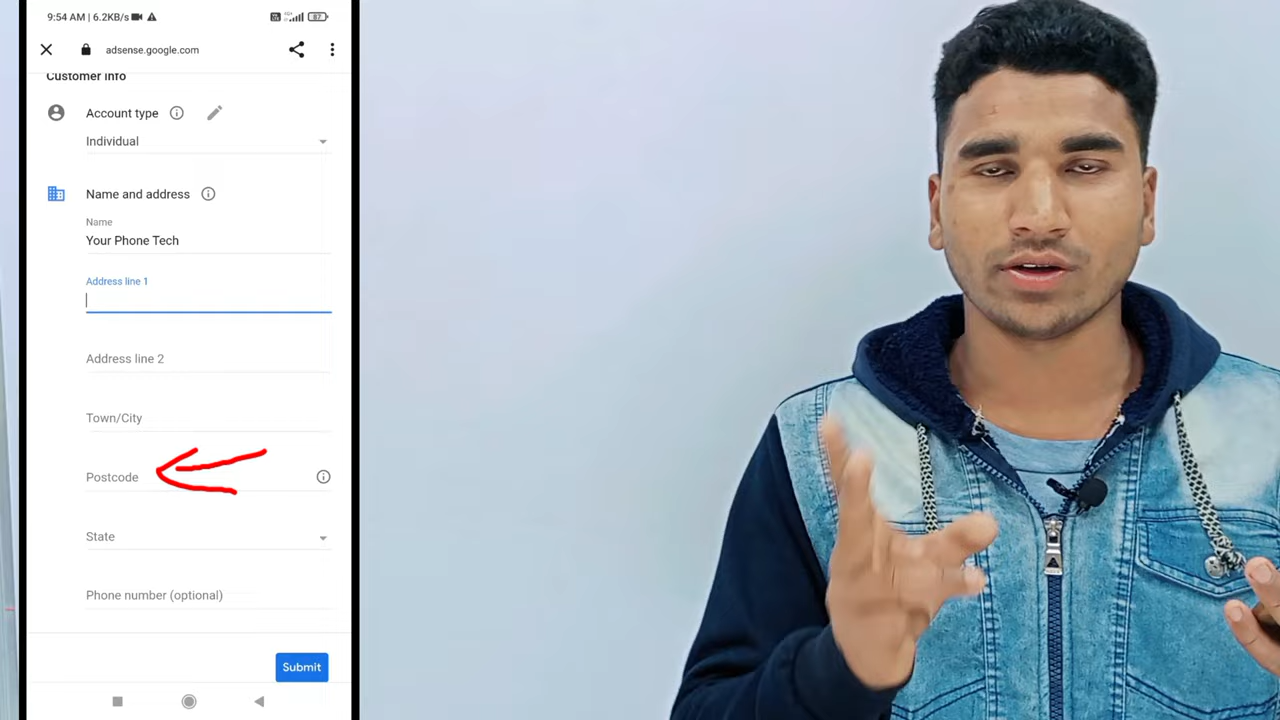 9:54 AM | 6.2KB/s
87
adsense.google.com
Customer info
Account type
Individual
Name and address
Name
Your Phone Tech
Address line 1
Address line 2
Town/City
Postcode
State
Phone number (optional)
Submit